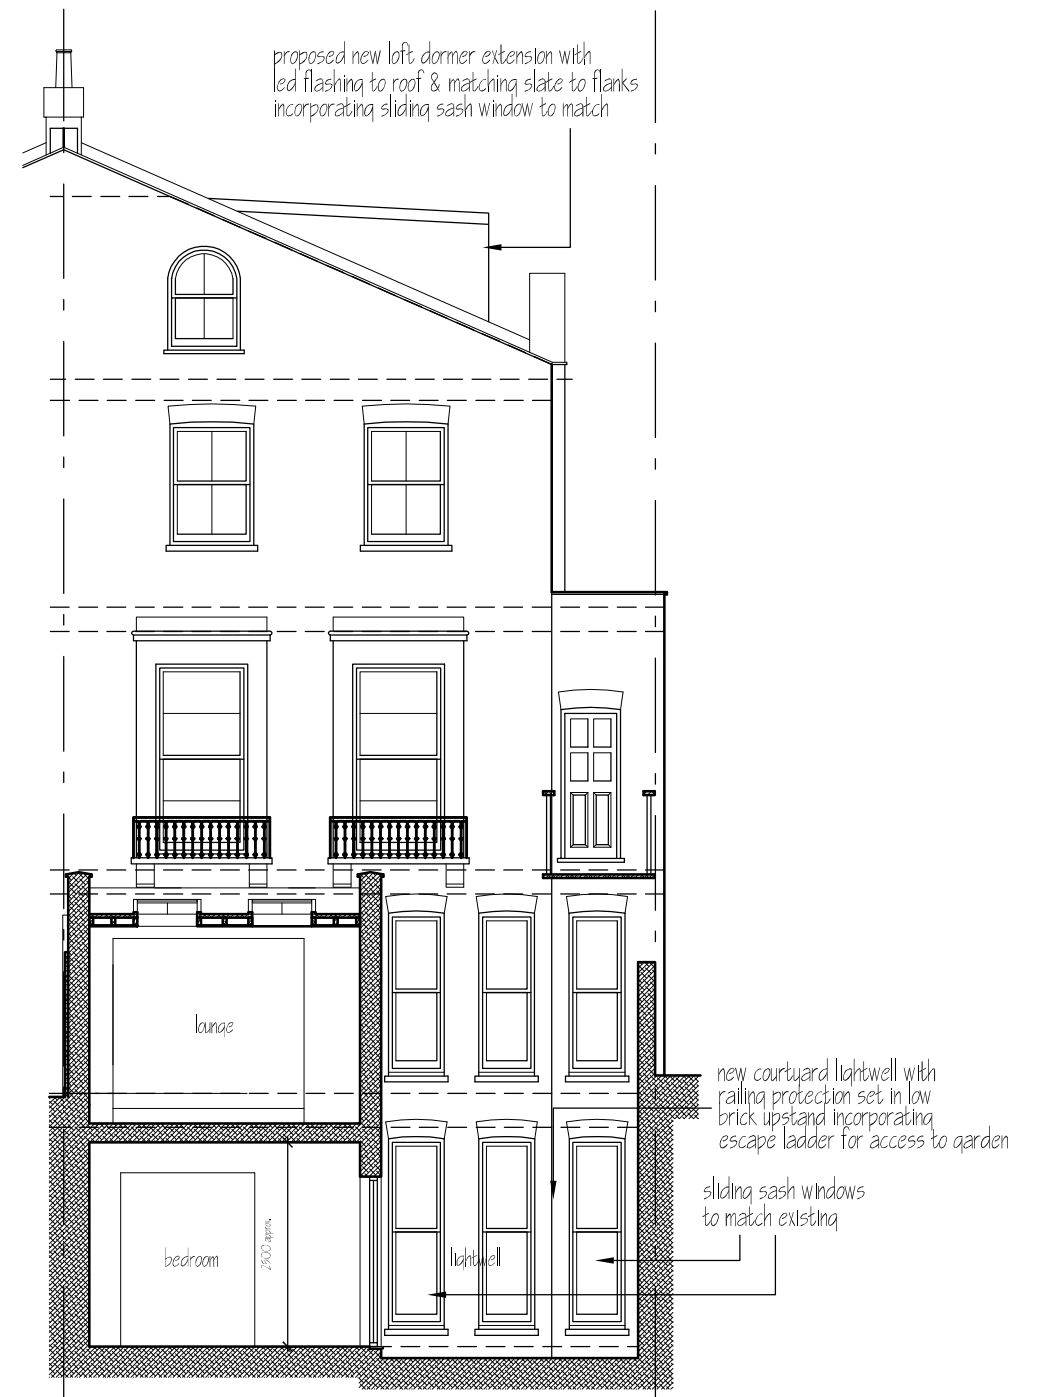 proposed new loft dormer extension with
led flashing to roof & matching slate to flanks
incorporating sliding sash window to match
lounge
new courtyard lightwell with
railing protection set in low
brick upstand incorporating
escape ladder for access to garden
sliding sash windows
to match existing
bedroom
2500 approx.
lightwell